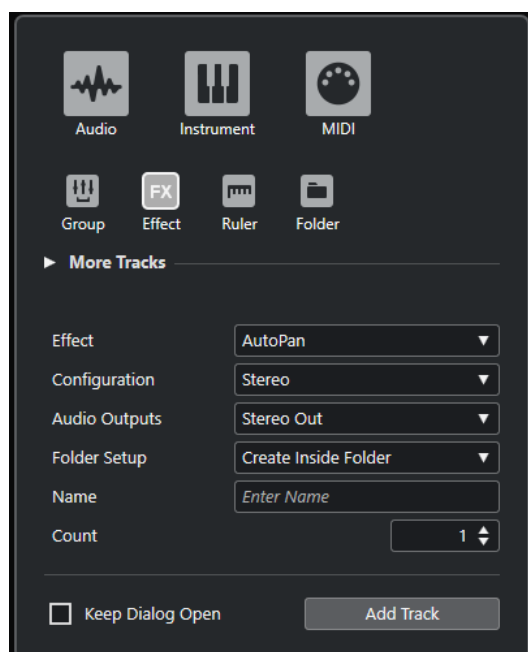 Audio Instrument MIDI
FX
Group Effect Ruler Folder
More Tracks
Effect AutoPan
Configuration Stereo
Audio Outputs Stereo Out
Folder Setup Create Inside Folder
Name Enter Name
Count 1
Keep Dialog Open Add Track